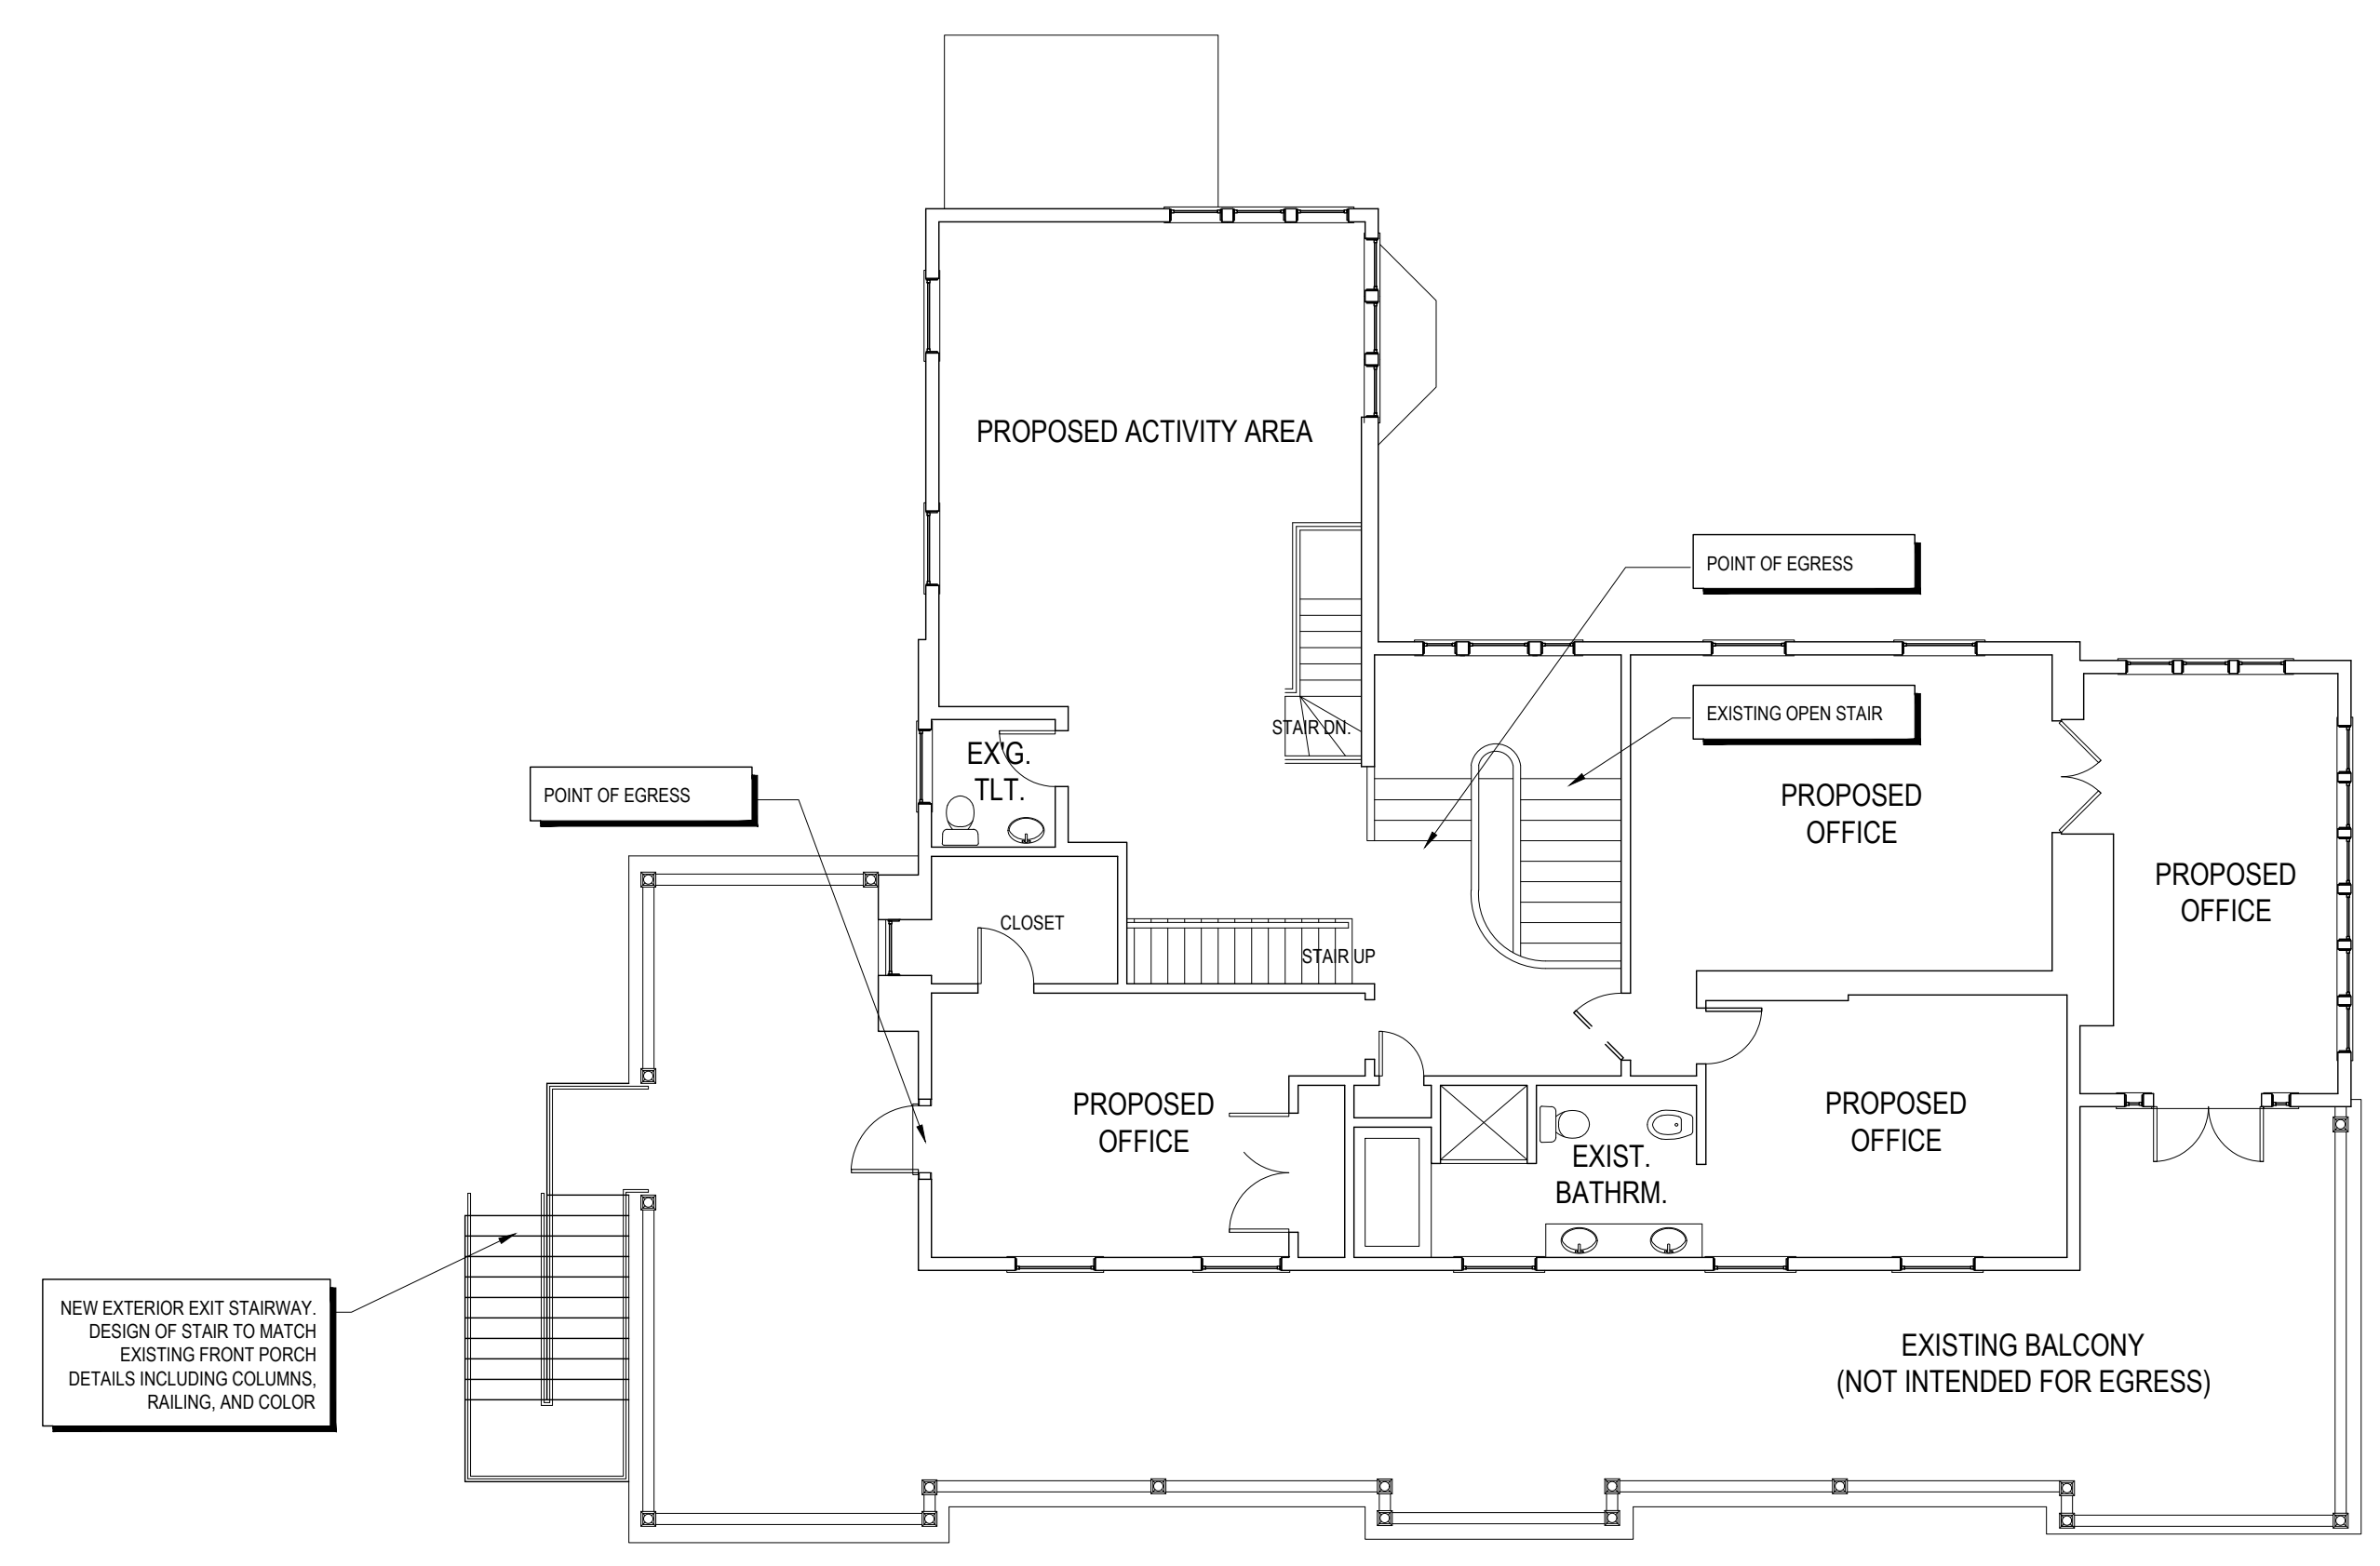 PROPOSED ACTIVITY AREA
POINT OF EGRESS
EXISTING OPEN STAIR
STAIR DN.
EX'G.
TLT.
POINT OF EGRESS
PROPOSED
OFFICE
PROPOSED
OFFICE
CLOSET
STAIR UP
PROPOSED
OFFICE
EXIST.
BATHRM.
PROPOSED
OFFICE
NEW EXTERIOR EXIT STAIRWAY.
DESIGN OF STAIR TO MATCH
EXISTING FRONT PORCH
DETAILS INCLUDING COLUMNS,
RAILING, AND COLOR
EXISTING BALCONY
(NOT INTENDED FOR EGRESS)